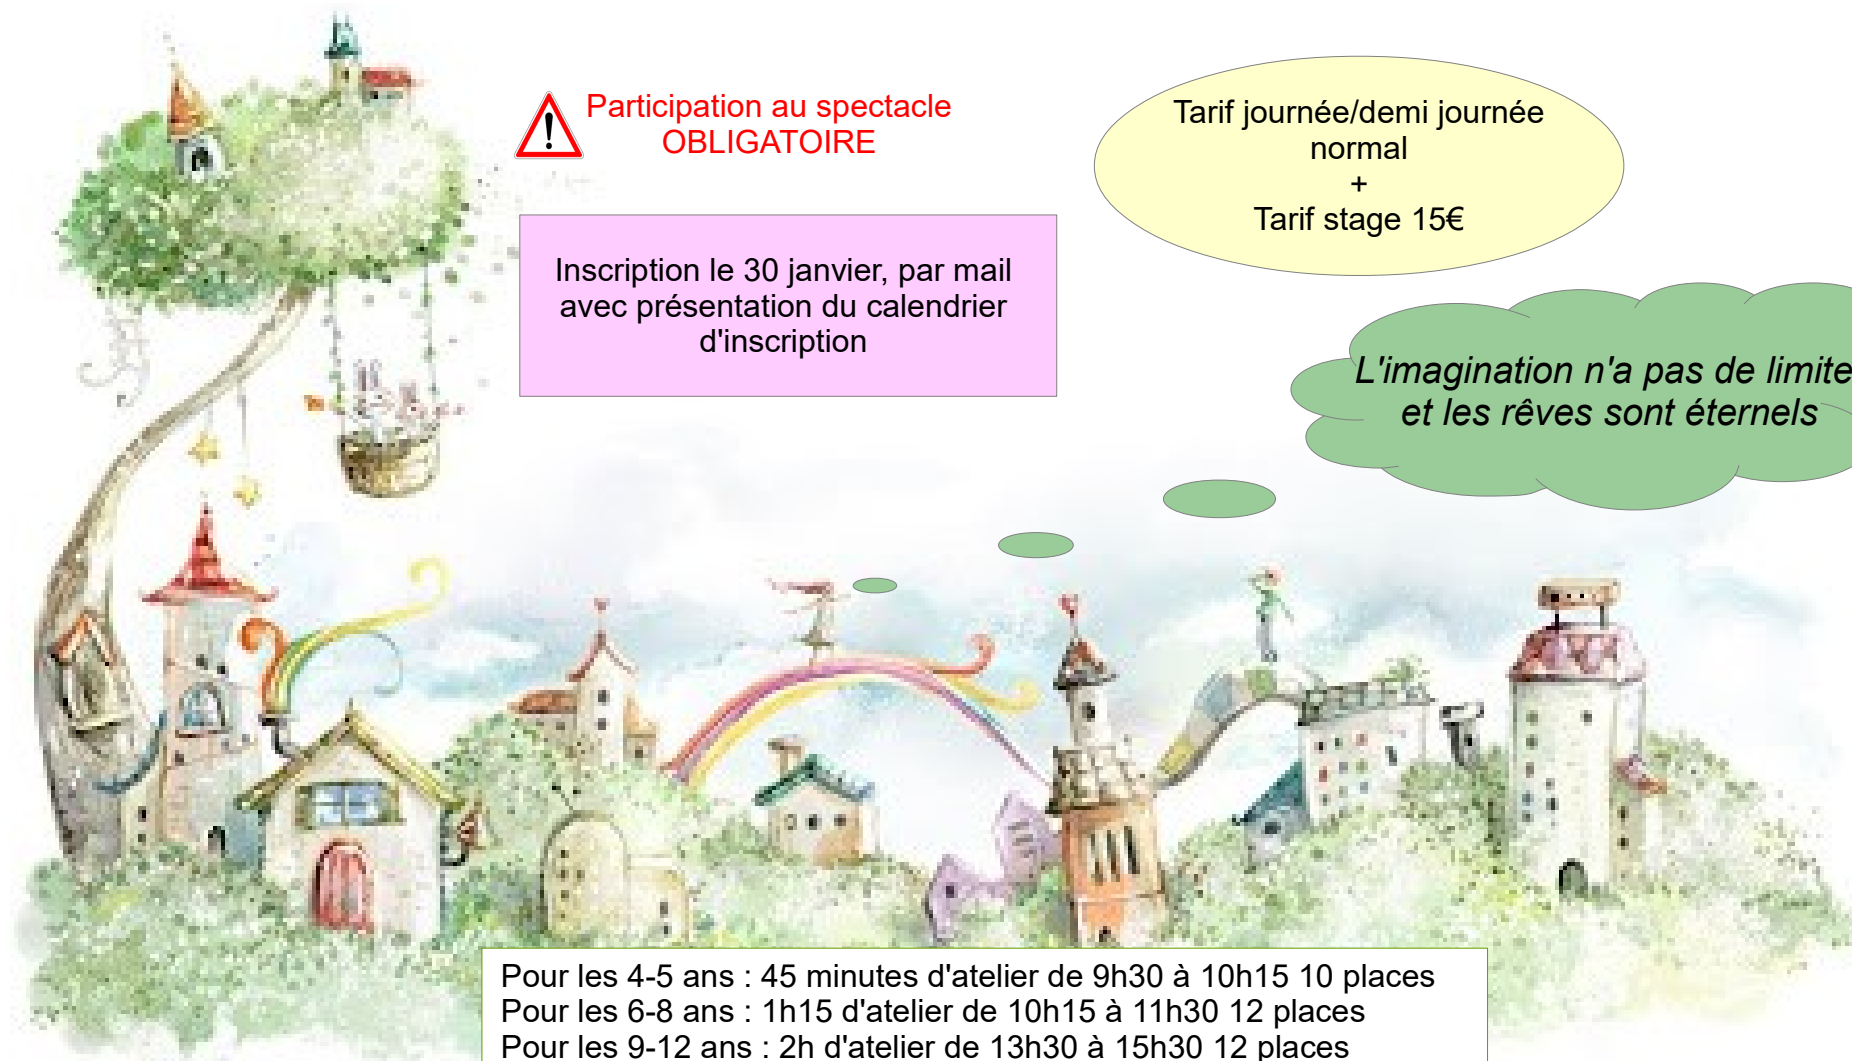 Participation au spectacle
OBLIGATOIRE
Tarif journée/demi journée
normal
+
Tarif stage 15€
Inscription le 30 janvier, par mail
avec présentation du calendrier
d'inscription
L'imagination n'a pas de limite
et les rêves sont éternels
Pour les 4-5 ans : 45 minutes d'atelier de 9h30 à 10h15 10 places
Pour les 6-8 ans : 1h15 d'atelier de 10h15 à 11h30 12 places
Pour les 9-12 ans : 2h d'atelier de 13h30 à 15h30 12 places